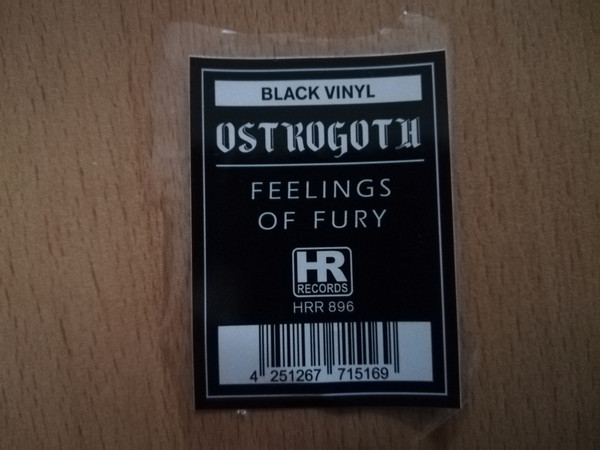 BLACK VINYL
OSTROGOTH
FEELINGS
OF FURY
HR
RECORDS
HRR 896
4 251267 715169